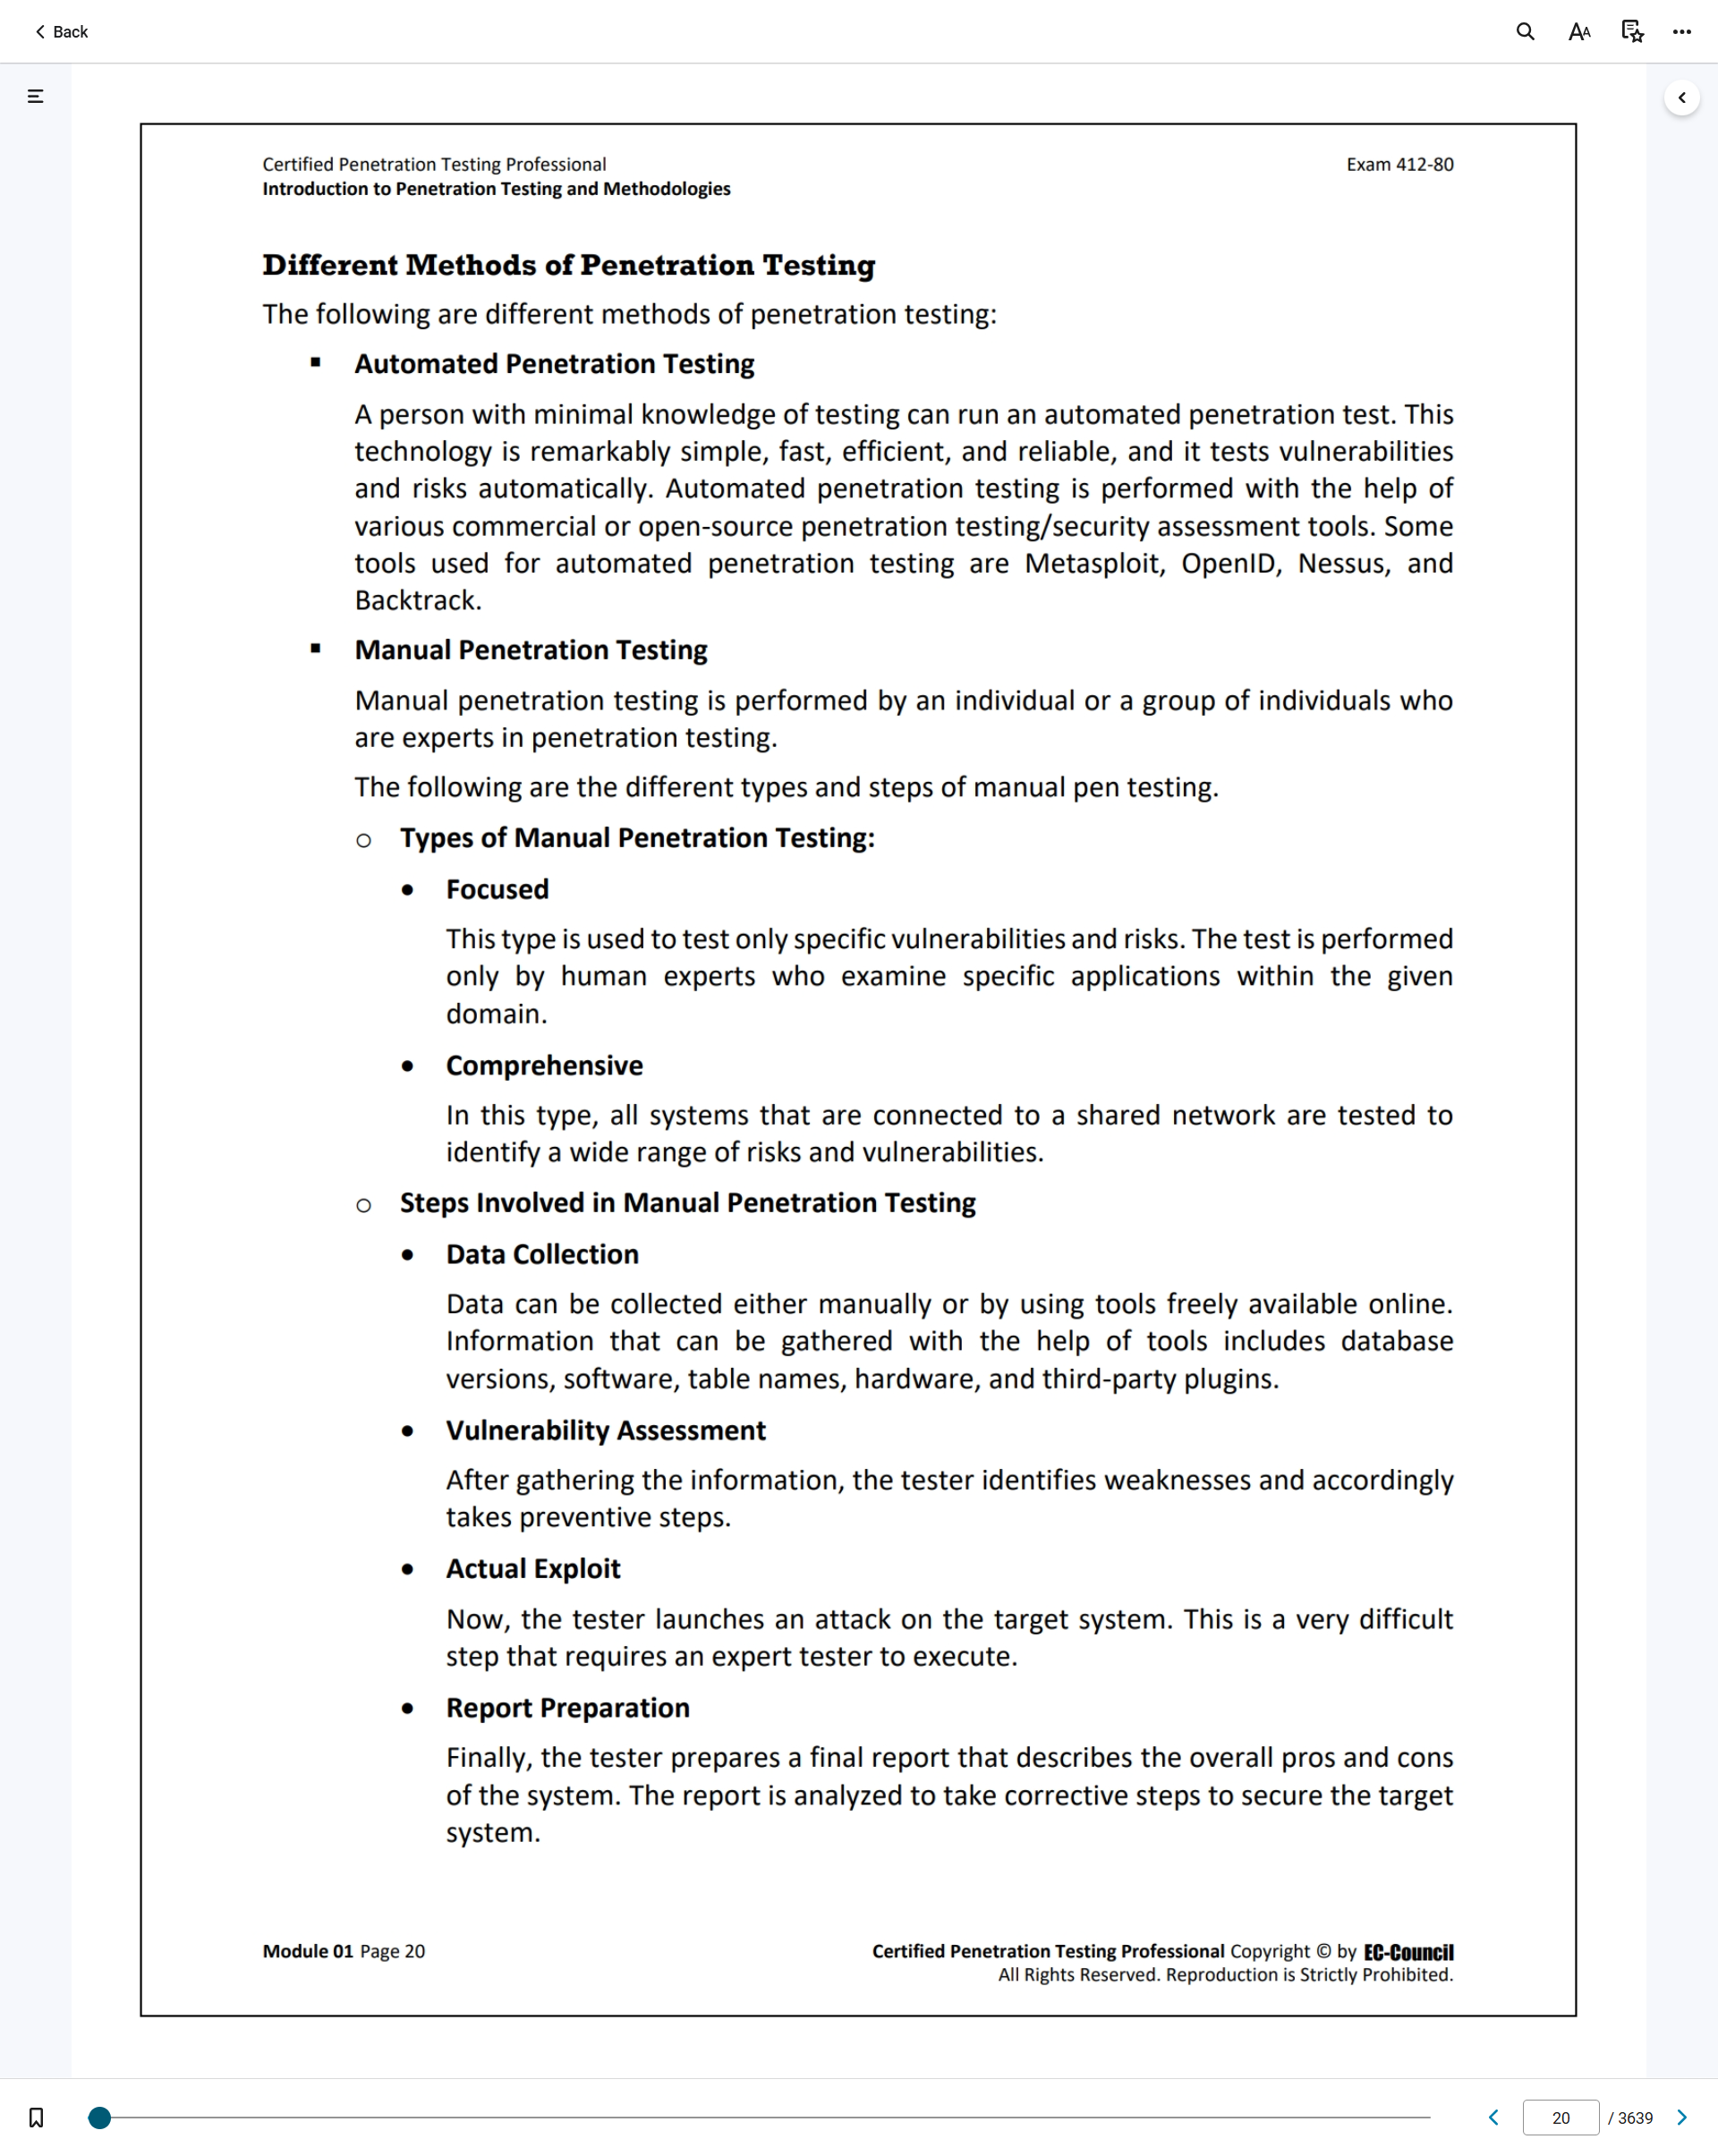 Back
Certified Penetration Testing Professional
Exam 412-80
Introduction to Penetration Testing and Methodologies
Different Methods of Penetration Testing
The following are different methods of penetration testing:
▪ Automated Penetration Testing
A person with minimal knowledge of testing can run an automated penetration test. This
technology is remarkably simple, fast, efficient, and reliable, and it tests vulnerabilities
and risks automatically. Automated penetration testing is performed with the help of
various commercial or open-source penetration testing/security assessment tools. Some
tools used for automated penetration testing are Metasploit, OpenID, Nessus, and
Backtrack.
▪ Manual Penetration Testing
Manual penetration testing is performed by an individual or a group of individuals who
are experts in penetration testing.
The following are the different types and steps of manual pen testing.
o Types of Manual Penetration Testing:
• Focused
This type is used to test only specific vulnerabilities and risks. The test is performed
only by human experts who examine specific applications within the given
domain.
• Comprehensive
In this type, all systems that are connected to a shared network are tested to
identify a wide range of risks and vulnerabilities.
o Steps Involved in Manual Penetration Testing
• Data Collection
Data can be collected either manually or by using tools freely available online.
Information that can be gathered with the help of tools includes database
versions, software, table names, hardware, and third-party plugins.
• Vulnerability Assessment
After gathering the information, the tester identifies weaknesses and accordingly
takes preventive steps.
• Actual Exploit
Now, the tester launches an attack on the target system. This is a very difficult
step that requires an expert tester to execute.
• Report Preparation
Finally, the tester prepares a final report that describes the overall pros and cons
of the system. The report is analyzed to take corrective steps to secure the target
system.
Module 01 Page 20
Certified Penetration Testing Professional Copyright © by EC-Council
All Rights Reserved. Reproduction is Strictly Prohibited.
20 / 3639